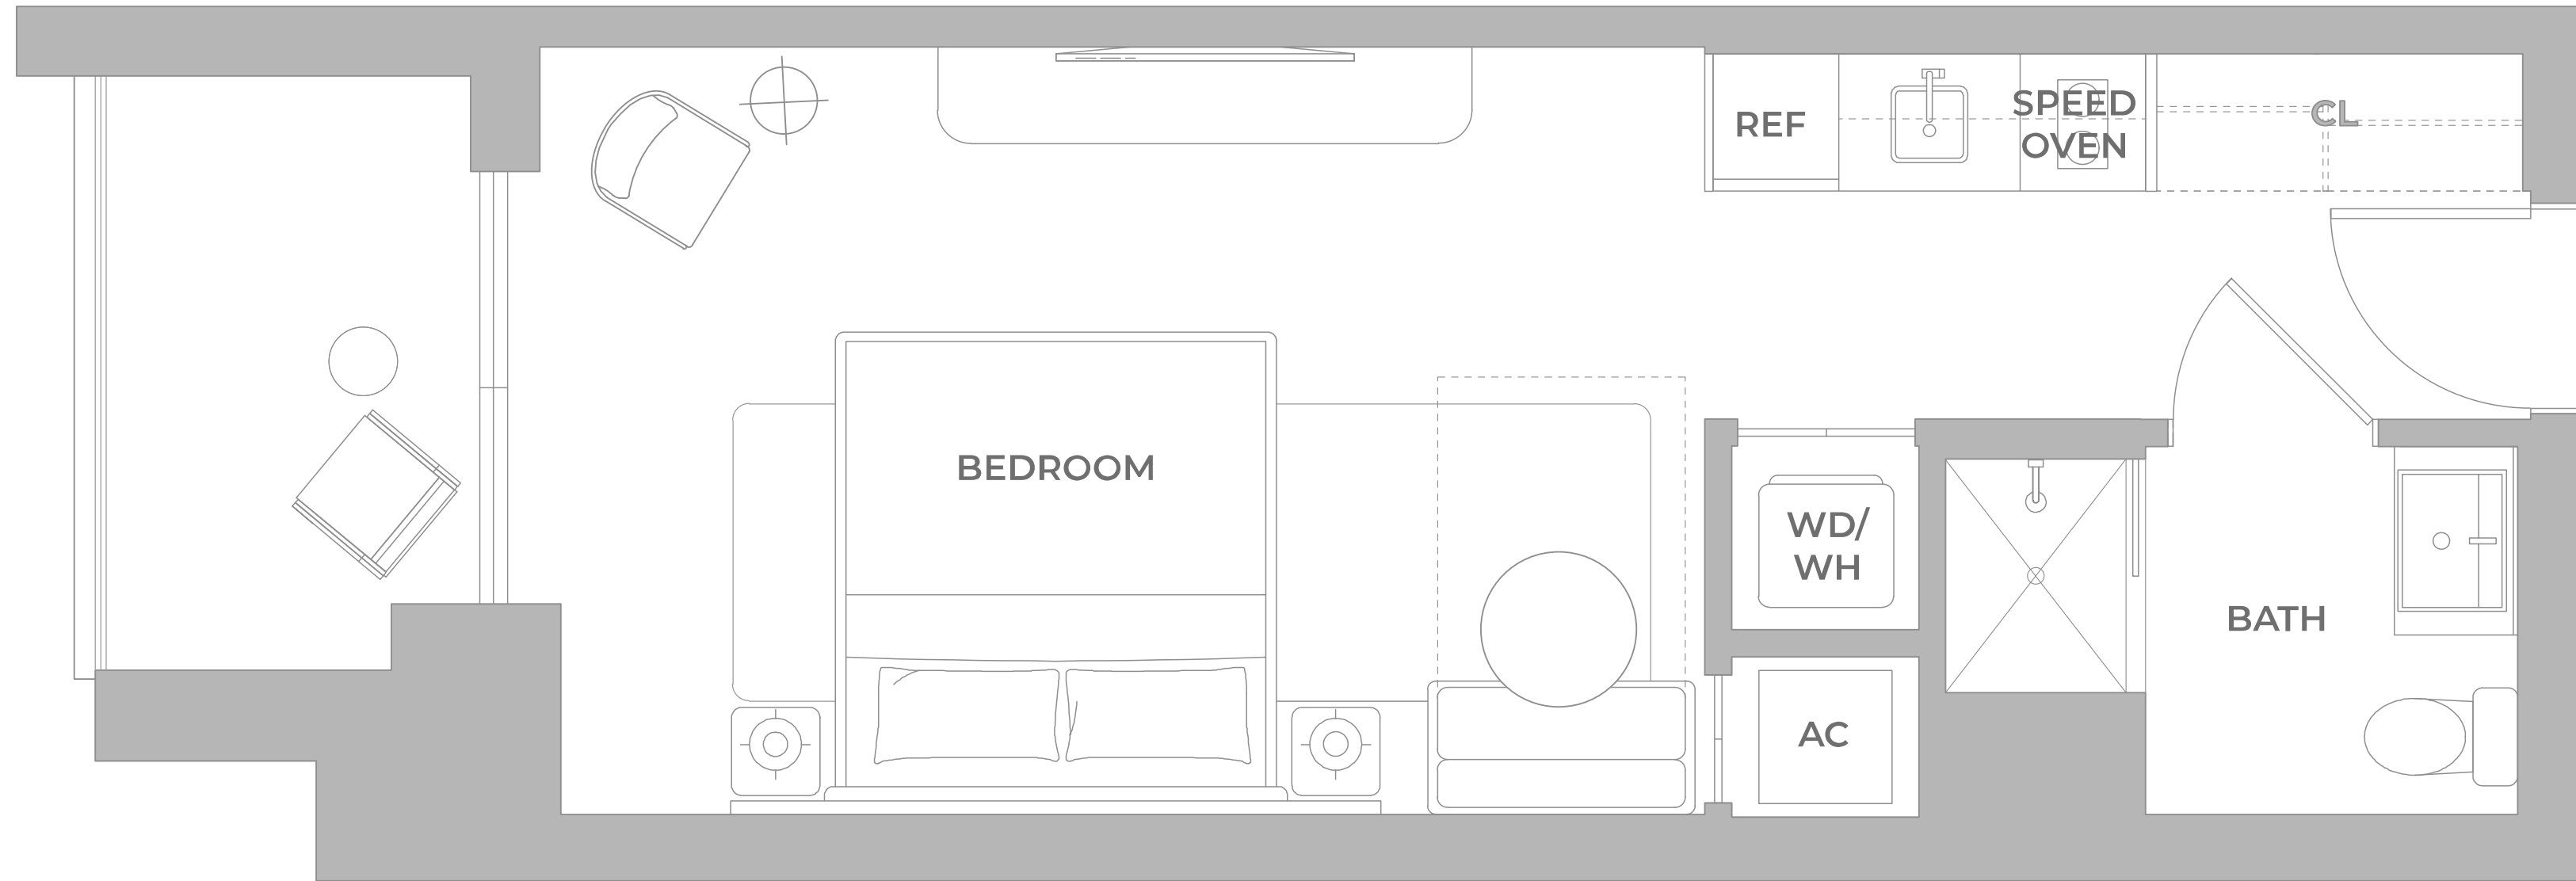 REF
SPEED
OVEN
CL
BEDROOM
WD/
WH
BATH
AC